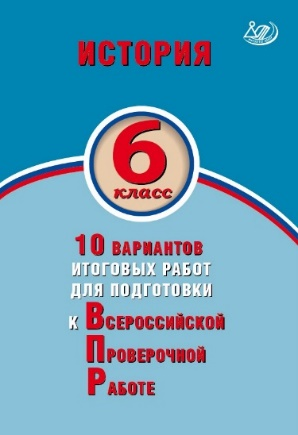 ИСТОРИЯ
6
класс
10 ВАРИАНТОВ
ИТОГОВЫХ РАБОТ
ДЛЯ ПОДГОТОВКИ
К ВСЕРОССИЙСКОЙ
ПРОВЕРОЧНОЙ
РАБОТЕ